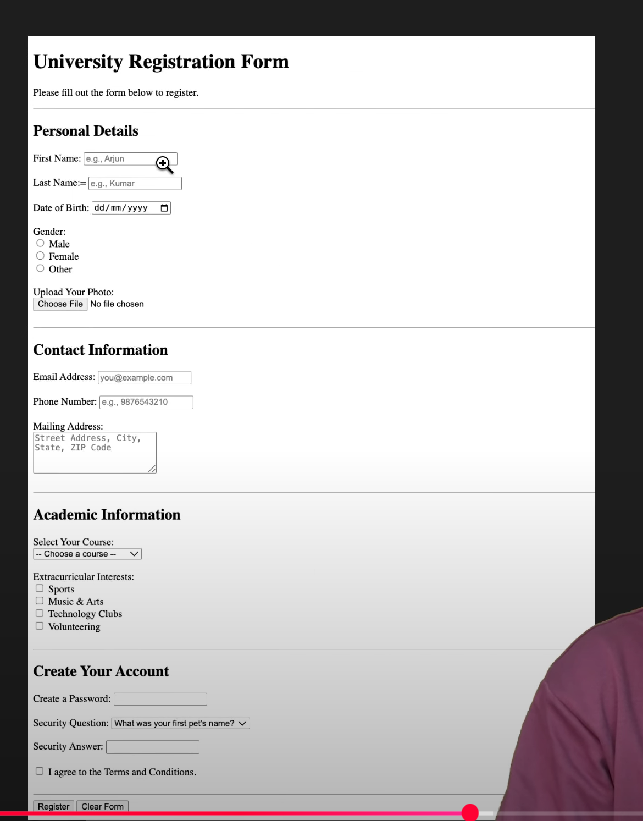 University Registration Form
Please fill out the form below to register.
Personal Details
First Name: e.g., Arjun
Last Name:= e.g., Kumar
Date of Birth: dd/mm/yyyy
Gender:
Male
Female
Other
Upload Your Photo:
Choose File No file chosen
Contact Information
Email Address: you@example.com
Phone Number: e.g., 9876543210
Mailing Address:
Street Address, City,
State, ZIP Code
Academic Information
Select Your Course:
-- Choose a course --
Extracurricular Interests:
Sports
Music & Arts
Technology Clubs
Volunteering
Create Your Account
Create a Password:
Security Question: What was your first pet's name?
Security Answer:
I agree to the Terms and Conditions.
Register Clear Form